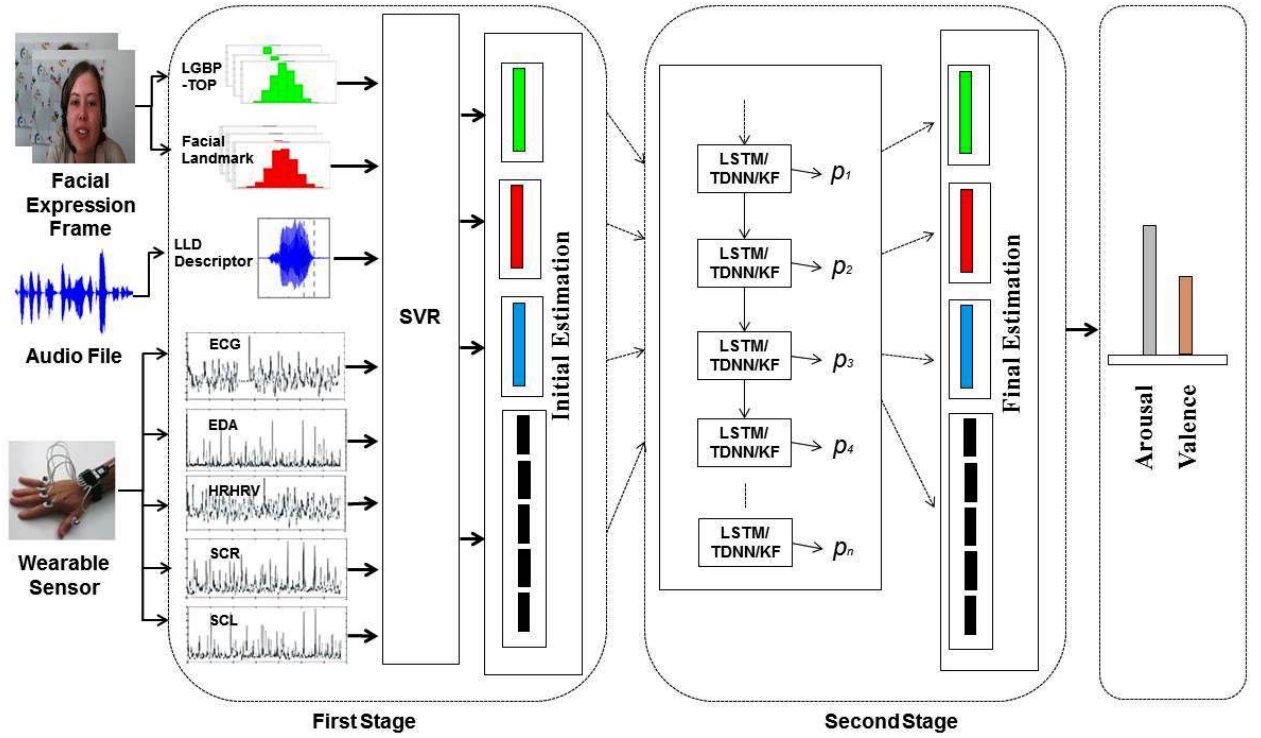 Facial
Expression
Frame
Audio File
Wearable
Sensor
LGBP
-TOP
Facial
Landmark
LLD
Descriptor
ECG
EDA
HRHRV
SCR
SCL
SVR
Initial Estimation
First Stage
LSTM/
TDNN/KF
p1
LSTM/
TDNN/KF
p2
LSTM/
TDNN/KF
p3
LSTM/
TDNN/KF
p4
LSTM/
TDNN/KF
pn
Final Estimation
Second Stage
Arousal
Valence